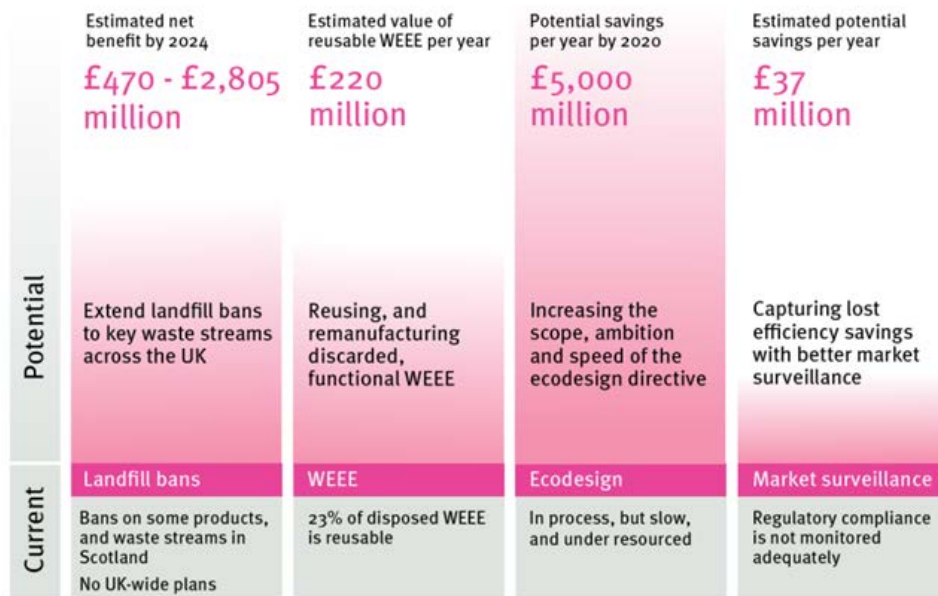 Estimated net
benefit by 2024
£470 - £2,805
million
Estimated value of
reusable WEEE per year
£220
million
Potential savings
per year by 2020
£5,000
million
Estimated potential
savings per year
£37
million
Potential
Extend landfill bans
to key waste streams
across the UK
Reusing, and
remanufacturing
discarded,
functional WEEE
Increasing the
scope, ambition
and speed of the
ecodesign directive
Capturing lost
efficiency savings
with better market
surveillance
Landfill bans
WEEE
Ecodesign
Market surveillance
Current
Bans on some products,
and waste streams in
Scotland
No UK-wide plans
23% of disposed WEEE
is reusable
In process, but slow,
and under resourced
Regulatory compliance
is not monitored
adequately